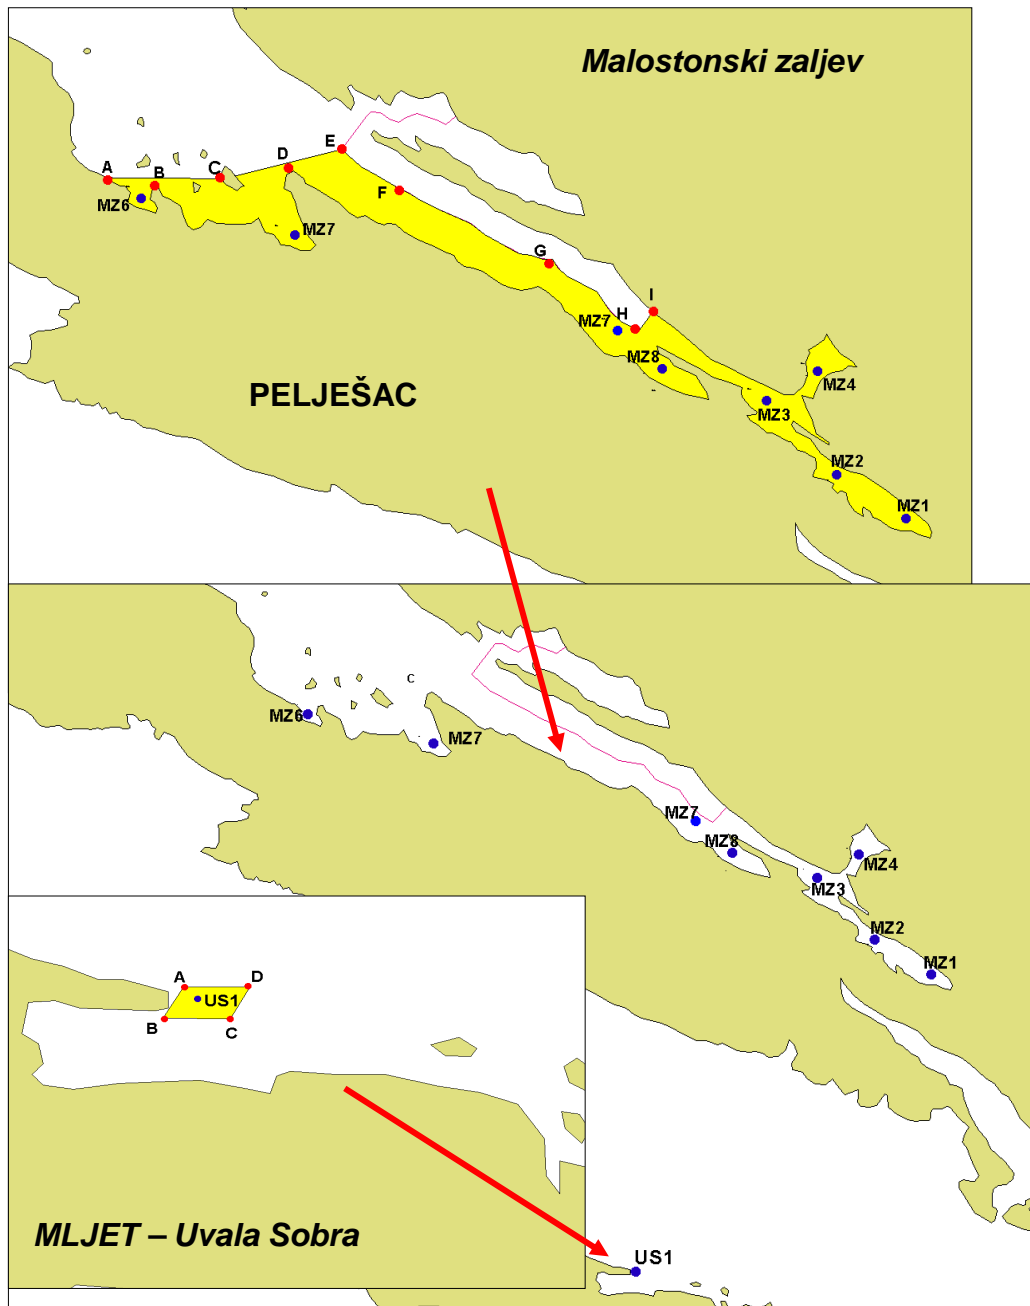 Malostonski zaljev
E
D
A
B
C
F
MZ6
MZ7
G
I
H
MZ7
MZ8
MZ4
PELJEŠAC
MZ3
MZ2
MZ1
C
MZ6
MZ7
MZ7
MZ8
MZ4
MZ3
MZ2
MZ1
A
D
US1
B
C
MLJET – Uvala Sobra
US1